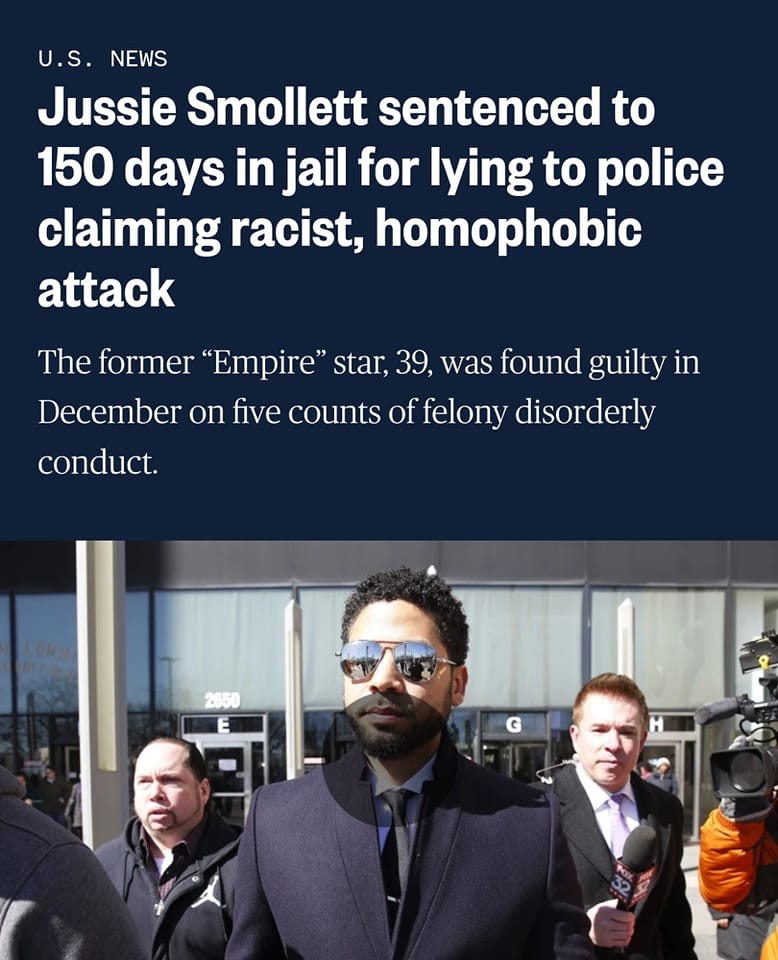 U.S. NEWS
Jussie Smollett sentenced to
150 days in jail for lying to police
claiming racist, homophobic
attack
The former “Empire” star, 39, was found guilty in
December on five counts of felony disorderly
conduct.
2650
E
G
H
FOX
32